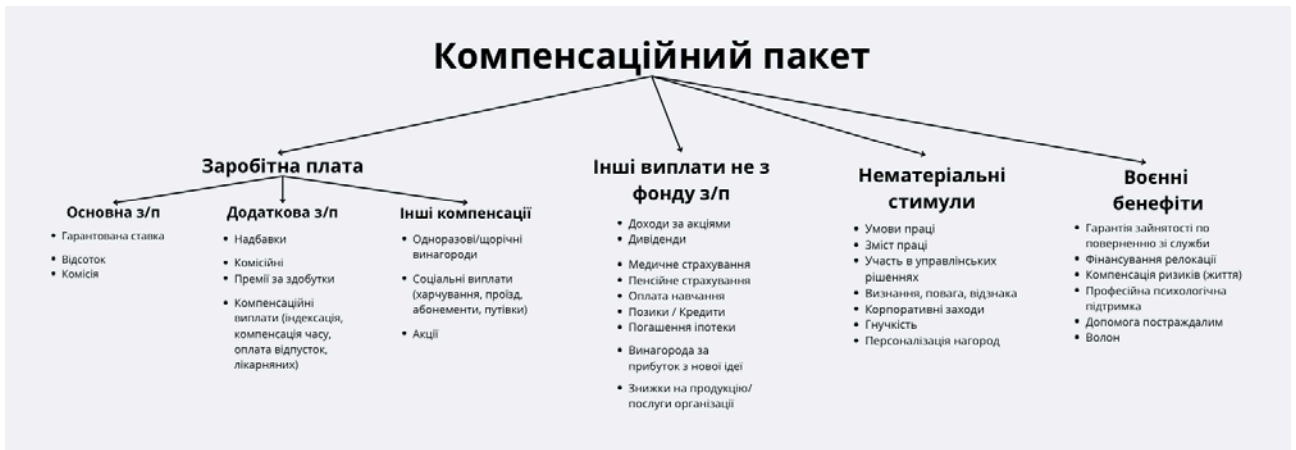 Компенсаційний пакет
Заробітна плата
Основна з/п
• Гарантована ставка
• Відсоток
• Комісія
Додаткова з/п
• Надбавки
• Комісійні
• Премії за здобутки
• Компенсаційні
виплати (індексація,
компенсація часу,
оплата відпусток,
лікарняних)
Інші компенсації
• Одноразові/щорічні
винагороди
• Соціальні виплати
(харчування, проїзд,
абонементи, путівки)
• Акції
Інші виплати не з
фонду з/п
• Доходи за акціями
• Дивіденди
• Медичне страхування
• Пенсійне страхування
• Оплата навчання
• Позики / Кредити
• Погашення іпотеки
• Винагорода за
прибуток з нової ідеї
• Знижки на продукцію/
послуги організації
Нематеріальні
стимули
• Умови праці
• Зміст праці
• Участь в управлінських
рішеннях
• Визнання, повага, відзнака
• Корпоративні заходи
• Гнучкість
• Персоналізація нагород
Воєнні
бенефіти
• Гарантія зайнятості по
поверненню зі служби
• Фінансування релокації
• Компенсація ризиків (життя)
• Професійна психологічна
підтримка
• Допомога постраждалим
• Волон